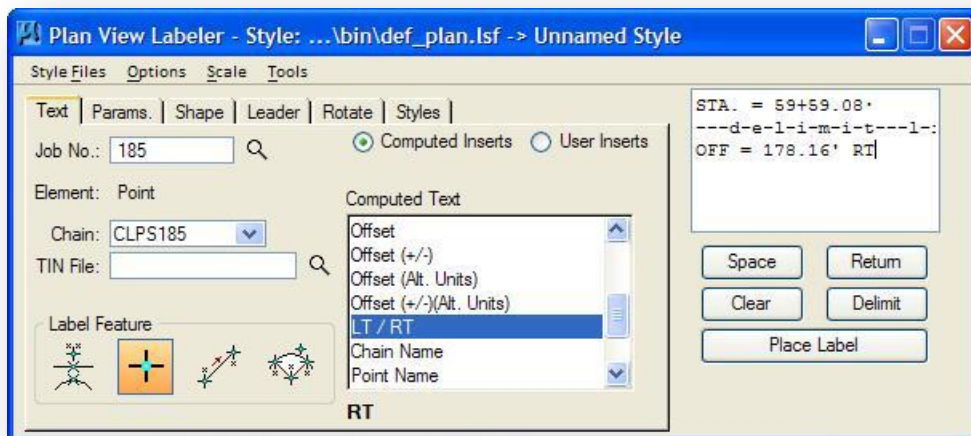 Plan View Labeler - Style: ...\bin\def_plan.lsf -> Unnamed Style
Style Files Options Scale Tools
Text Params. Shape Leader Rotate Styles
Job No.: 185
Computed Inserts User Inserts
Element: Point
Chain: CLPS185
TIN File:
Label Feature
Computed Text
Offset
Offset (+/-)
Offset (Alt. Units)
Offset (+/-)(Alt. Units)
LT / RT
Chain Name
Point Name
RT
STA. = 59+59.08·
---d-e-l-i-m-i-t---l-
OFF = 178.16' RT
Space Return
Clear Delimit
Place Label